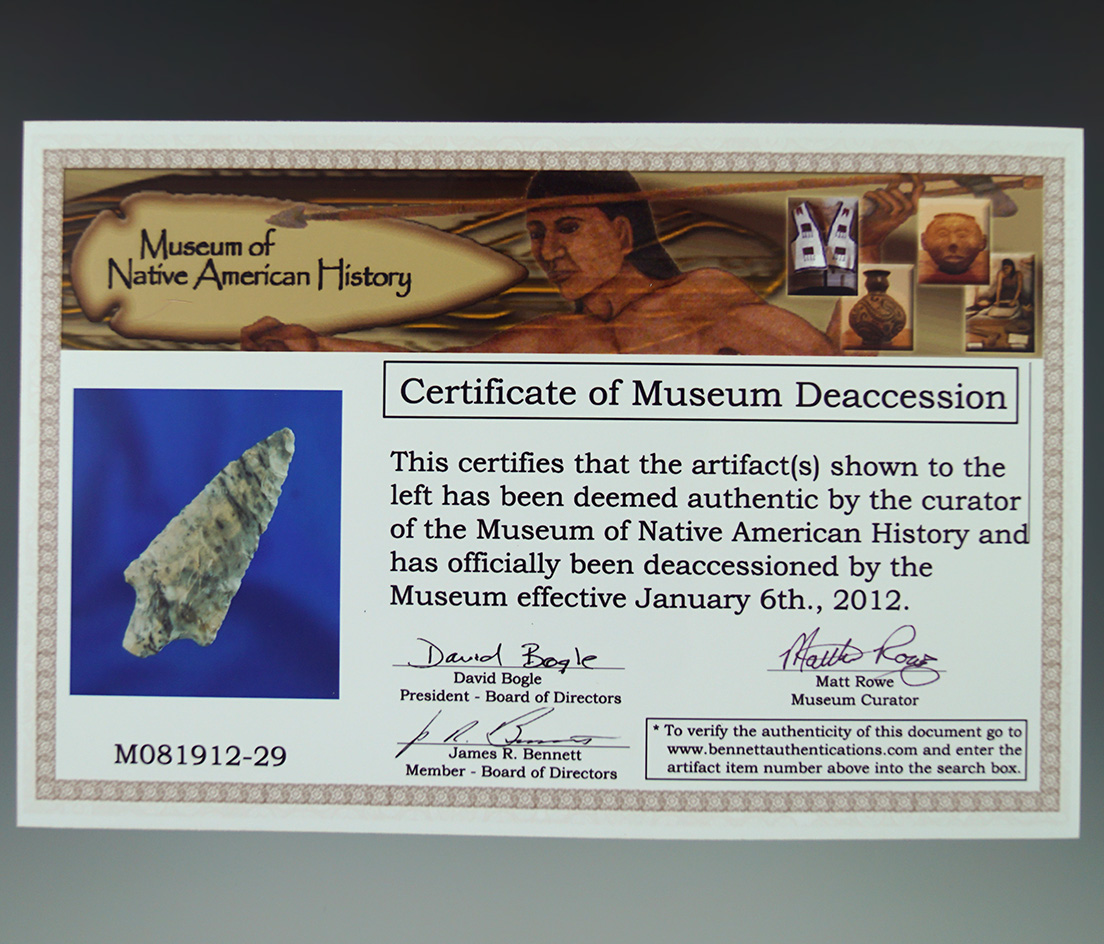 Museum of
Native American History
Certificate of Museum Deaccession
This certifies that the artifact(s) shown to the
left has been deemed authentic by the curator
of the Museum of Native American History and
has officially been deaccessioned by the
Museum effective January 6th., 2012.
David Bogle
David Bogle
President - Board of Directors
Matt Rowe
Matt Rowe
Museum Curator
J R. Bennett
James R. Bennett
Member - Board of Directors
* To verify the authenticity of this document go to
www.bennettauthentications.com and enter the
artifact item number above into the search box.
M081912-29